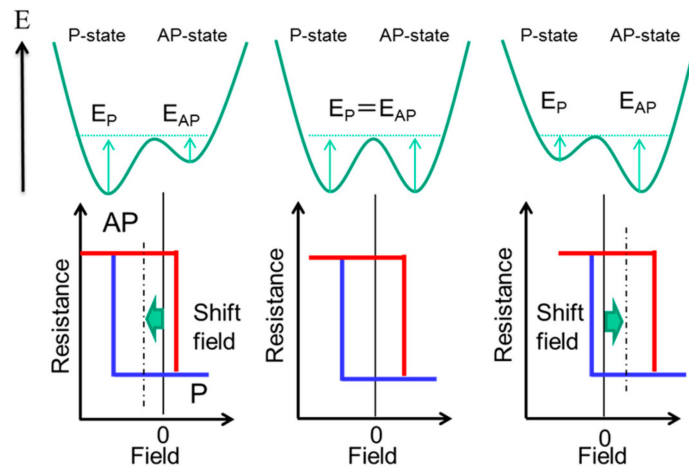 E
P-state AP-state
E_P E_AP
P-state AP-state
E_P=E_AP
P-state AP-state
E_P E_AP
Resistance
AP
Shift
field
P
0
Field
Resistance
0
Field
Resistance
Shift
field
0
Field